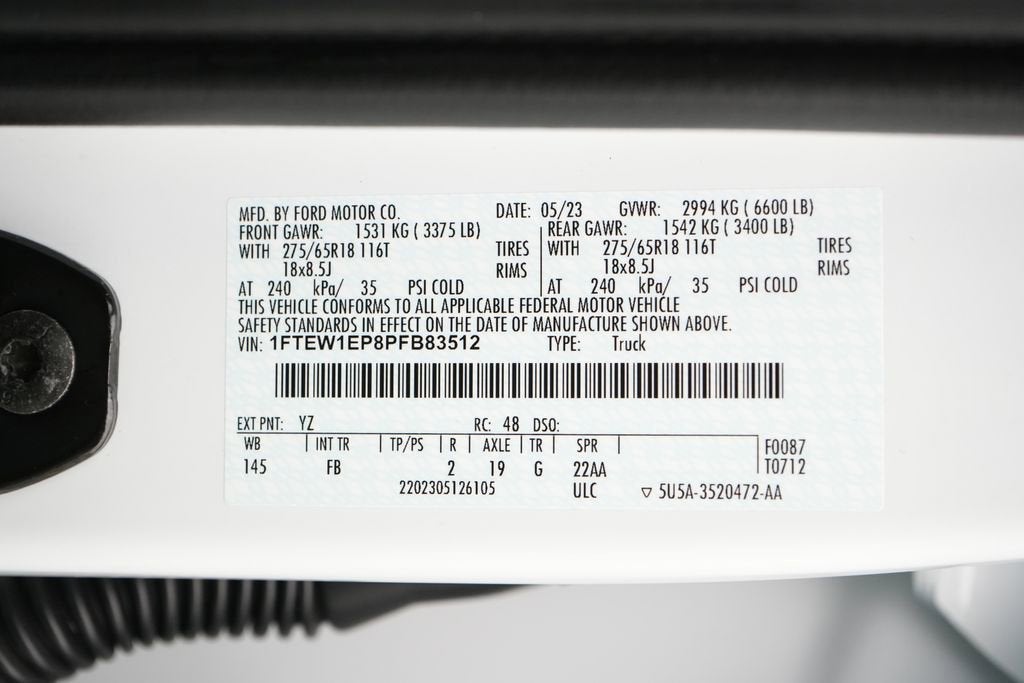 MFD. BY FORD MOTOR CO. DATE: 05/23 GVWR: 2994 KG ( 6600 LB)
FRONT GAWR: 1531 KG ( 3375 LB) REAR GAWR: 1542 KG ( 3400 LB)
WITH 275/65R18 116T TIRES WITH 275/65R18 116T TIRES
18x8.5J RIMS 18x8.5J RIMS
AT 240 kPa/ 35 PSI COLD AT 240 kPa/ 35 PSI COLD
THIS VEHICLE CONFORMS TO ALL APPLICABLE FEDERAL MOTOR VEHICLE
SAFETY STANDARDS IN EFFECT ON THE DATE OF MANUFACTURE SHOWN ABOVE.
VIN: 1FTEW1EP8PFB83512 TYPE: Truck
EXT PNT: YZ RC: 48 DSO:
WB INT TR TP/PS R AXLE TR SPR F0087
145 FB 2 19 G 22AA T0712
2202305126105 ULC ▽ 5U5A-3520472-AA